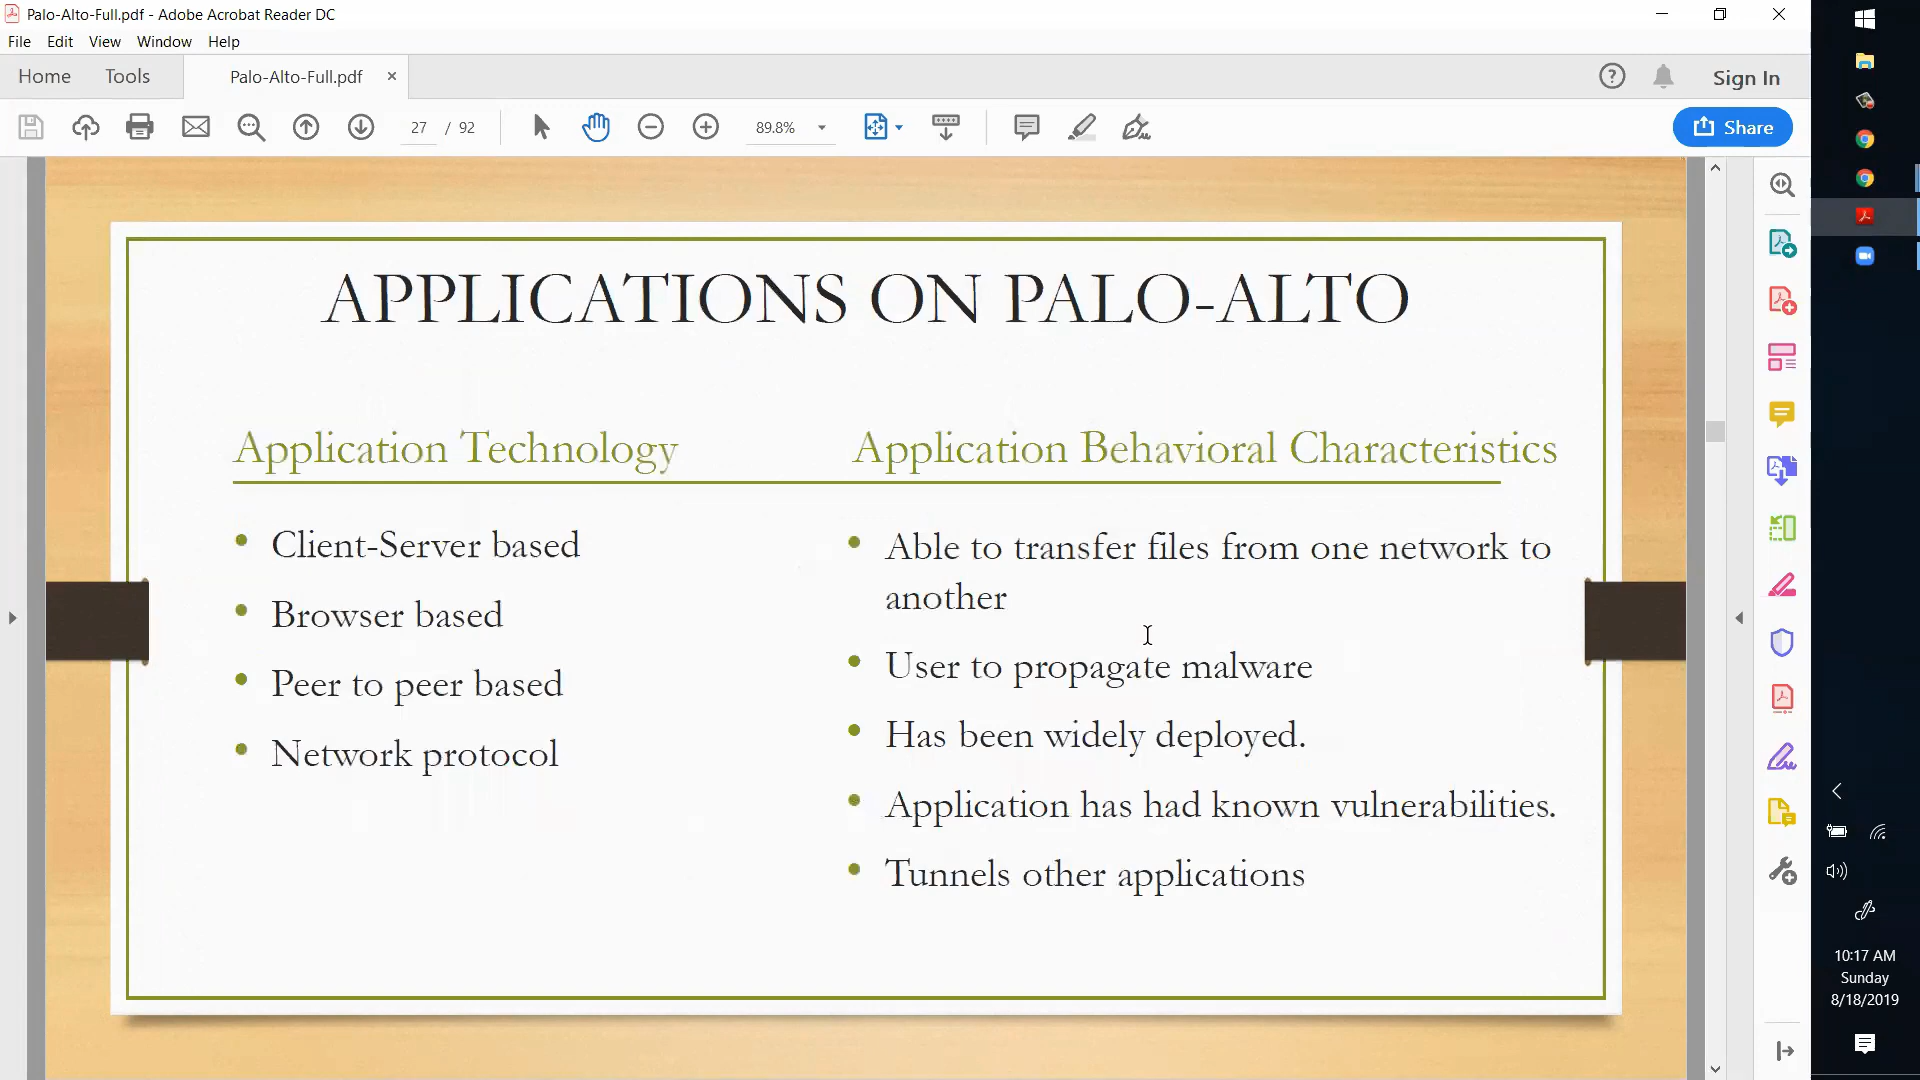 Palo-Alto-Full.pdf - Adobe Acrobat Reader DC
File Edit View Window Help
Home Tools Palo-Alto-Full.pdf × Sign In
27 / 92 89.8% Share
APPLICATIONS ON PALO-ALTO
Application Technology
• Client-Server based
• Browser based
• Peer to peer based
• Network protocol
Application Behavioral Characteristics
• Able to transfer files from one network to
another
• User to propagate malware
• Has been widely deployed.
• Application has had known vulnerabilities.
• Tunnels other applications
10:17 AM
Sunday
8/18/2019